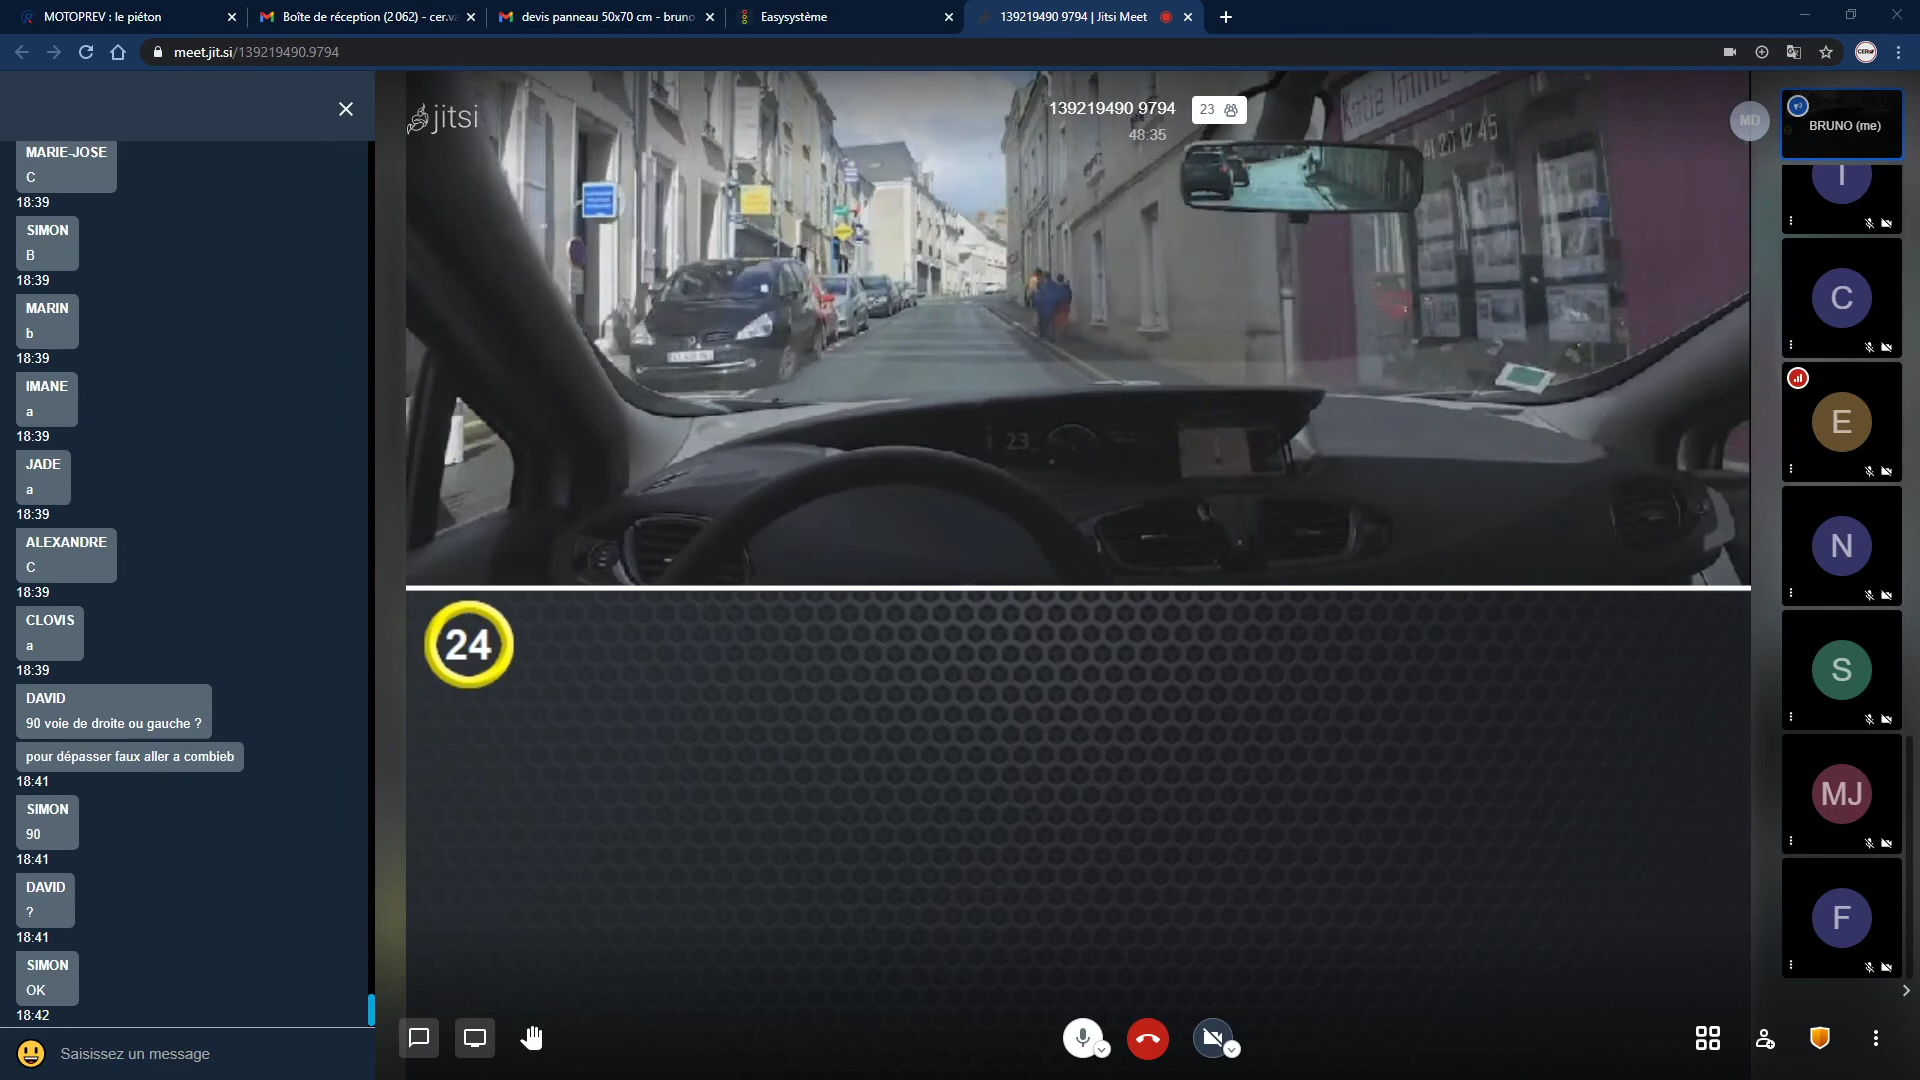 MOTOPREV : le piéton
Boîte de réception (2 062) - cer.va
devis panneau 50x70 cm - bruno.
Easysystème
139219490 9794 | Jitsi Meet
meet.jit.si/139219490.9794
jitsi
139219490 9794
23
48:35
MD
BRUNO (me)
MARIE-JOSE
C
18:39
SIMON
B
18:39
MARIN
b
18:39
IMANE
a
18:39
JADE
a
18:39
ALEXANDRE
C
18:39
CLOVIS
a
18:39
DAVID
90 voie de droite ou gauche ?
pour dépasser faux aller a combieb
18:41
SIMON
90
18:41
DAVID
?
18:41
SIMON
OK
18:42
Saisissez un message
23
24
I
C
E
N
S
MJ
F